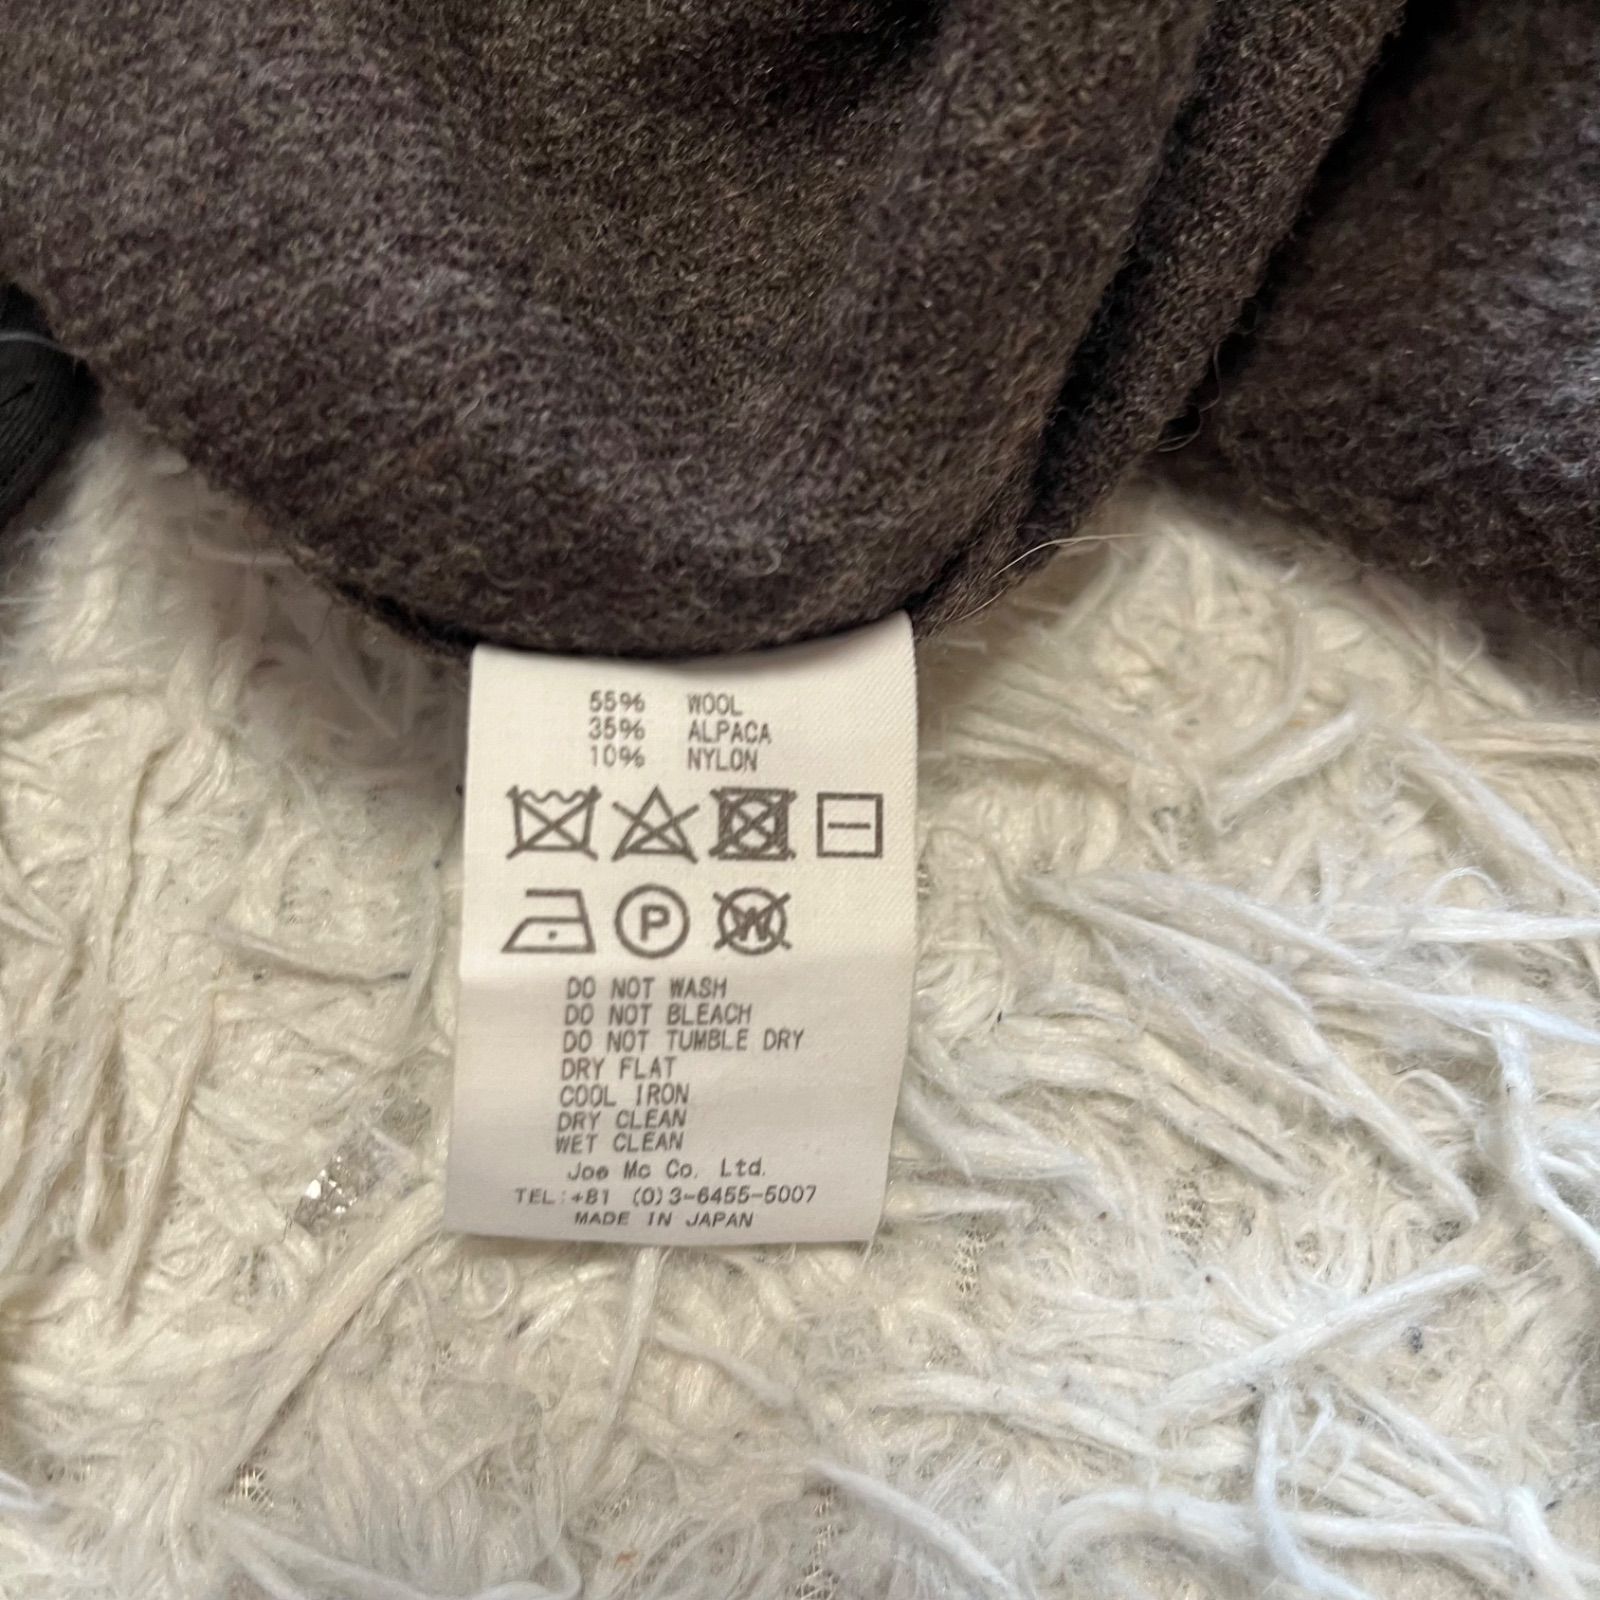 55% WOOL
35% ALPACA
10% NYLON
P W
DO NOT WASH
DO NOT BLEACH
DO NOT TUMBLE DRY
DRY FLAT
COOL IRON
DRY CLEAN
WET CLEAN
Joe Mc Co. Ltd.
TEL:+81 (0)3-6455-5007
MADE IN JAPAN